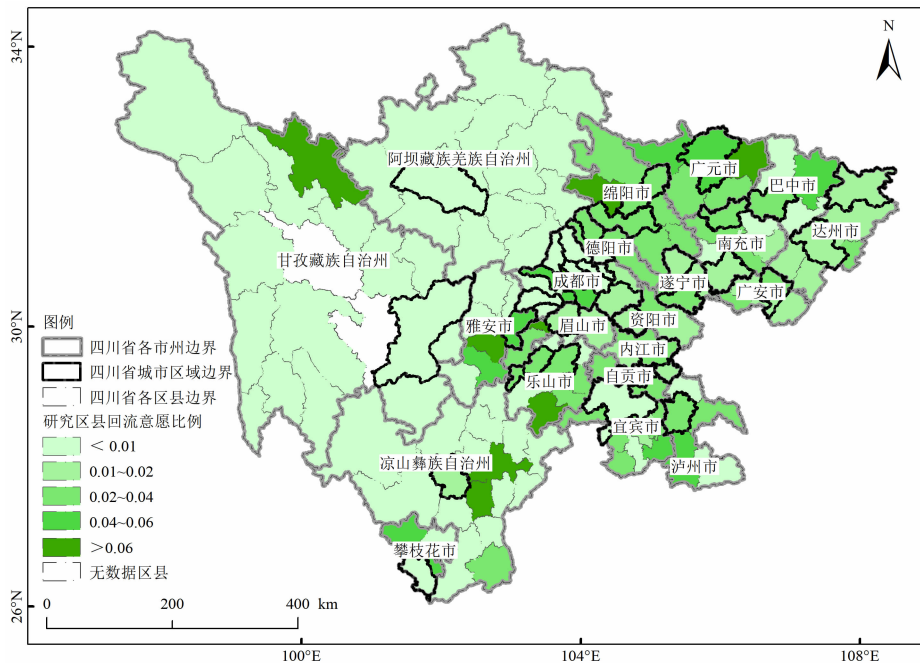 34°N
30°N
26°N
N
阿坝藏族羌族自治州
广元市
绵阳市
巴中市
达州市
德阳市
南充市
甘孜藏族自治州
成都市
遂宁市
广安市
雅安市
眉山市
资阳市
内江市
乐山市
自贡市
宜宾市
泸州市
凉山彝族自治州
攀枝花市
图例
四川省各市州边界
四川省城市区域边界
四川省各区县边界
研究区县回流意愿比例
＜0.01
0.01~0.02
0.02~0.04
0.04~0.06
＞0.06
无数据区县
0 200 400 km
100°E 104°E 108°E